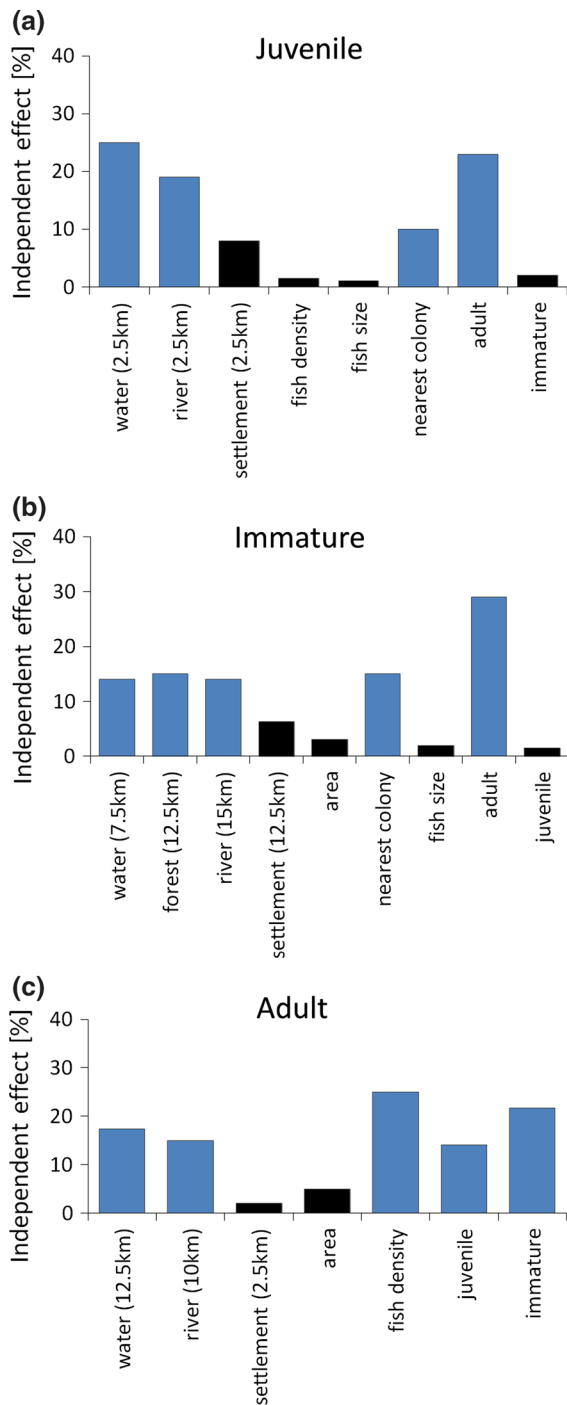 (a)
Juvenile
Independent effect [%]
40
30
20
10
0
water (2.5km)
river (2.5km)
settlement (2.5km)
fish density
fish size
nearest colony
adult
immature
(b)
Immature
Independent effect [%]
40
30
20
10
0
water (7.5km)
forest (12.5km)
river (15km)
settlement (12.5km)
area
nearest colony
fish size
adult
juvenile
(c)
Adult
Independent effect [%]
40
30
20
10
0
water (12.5km)
river (10km)
settlement (2.5km)
area
fish density
juvenile
immature